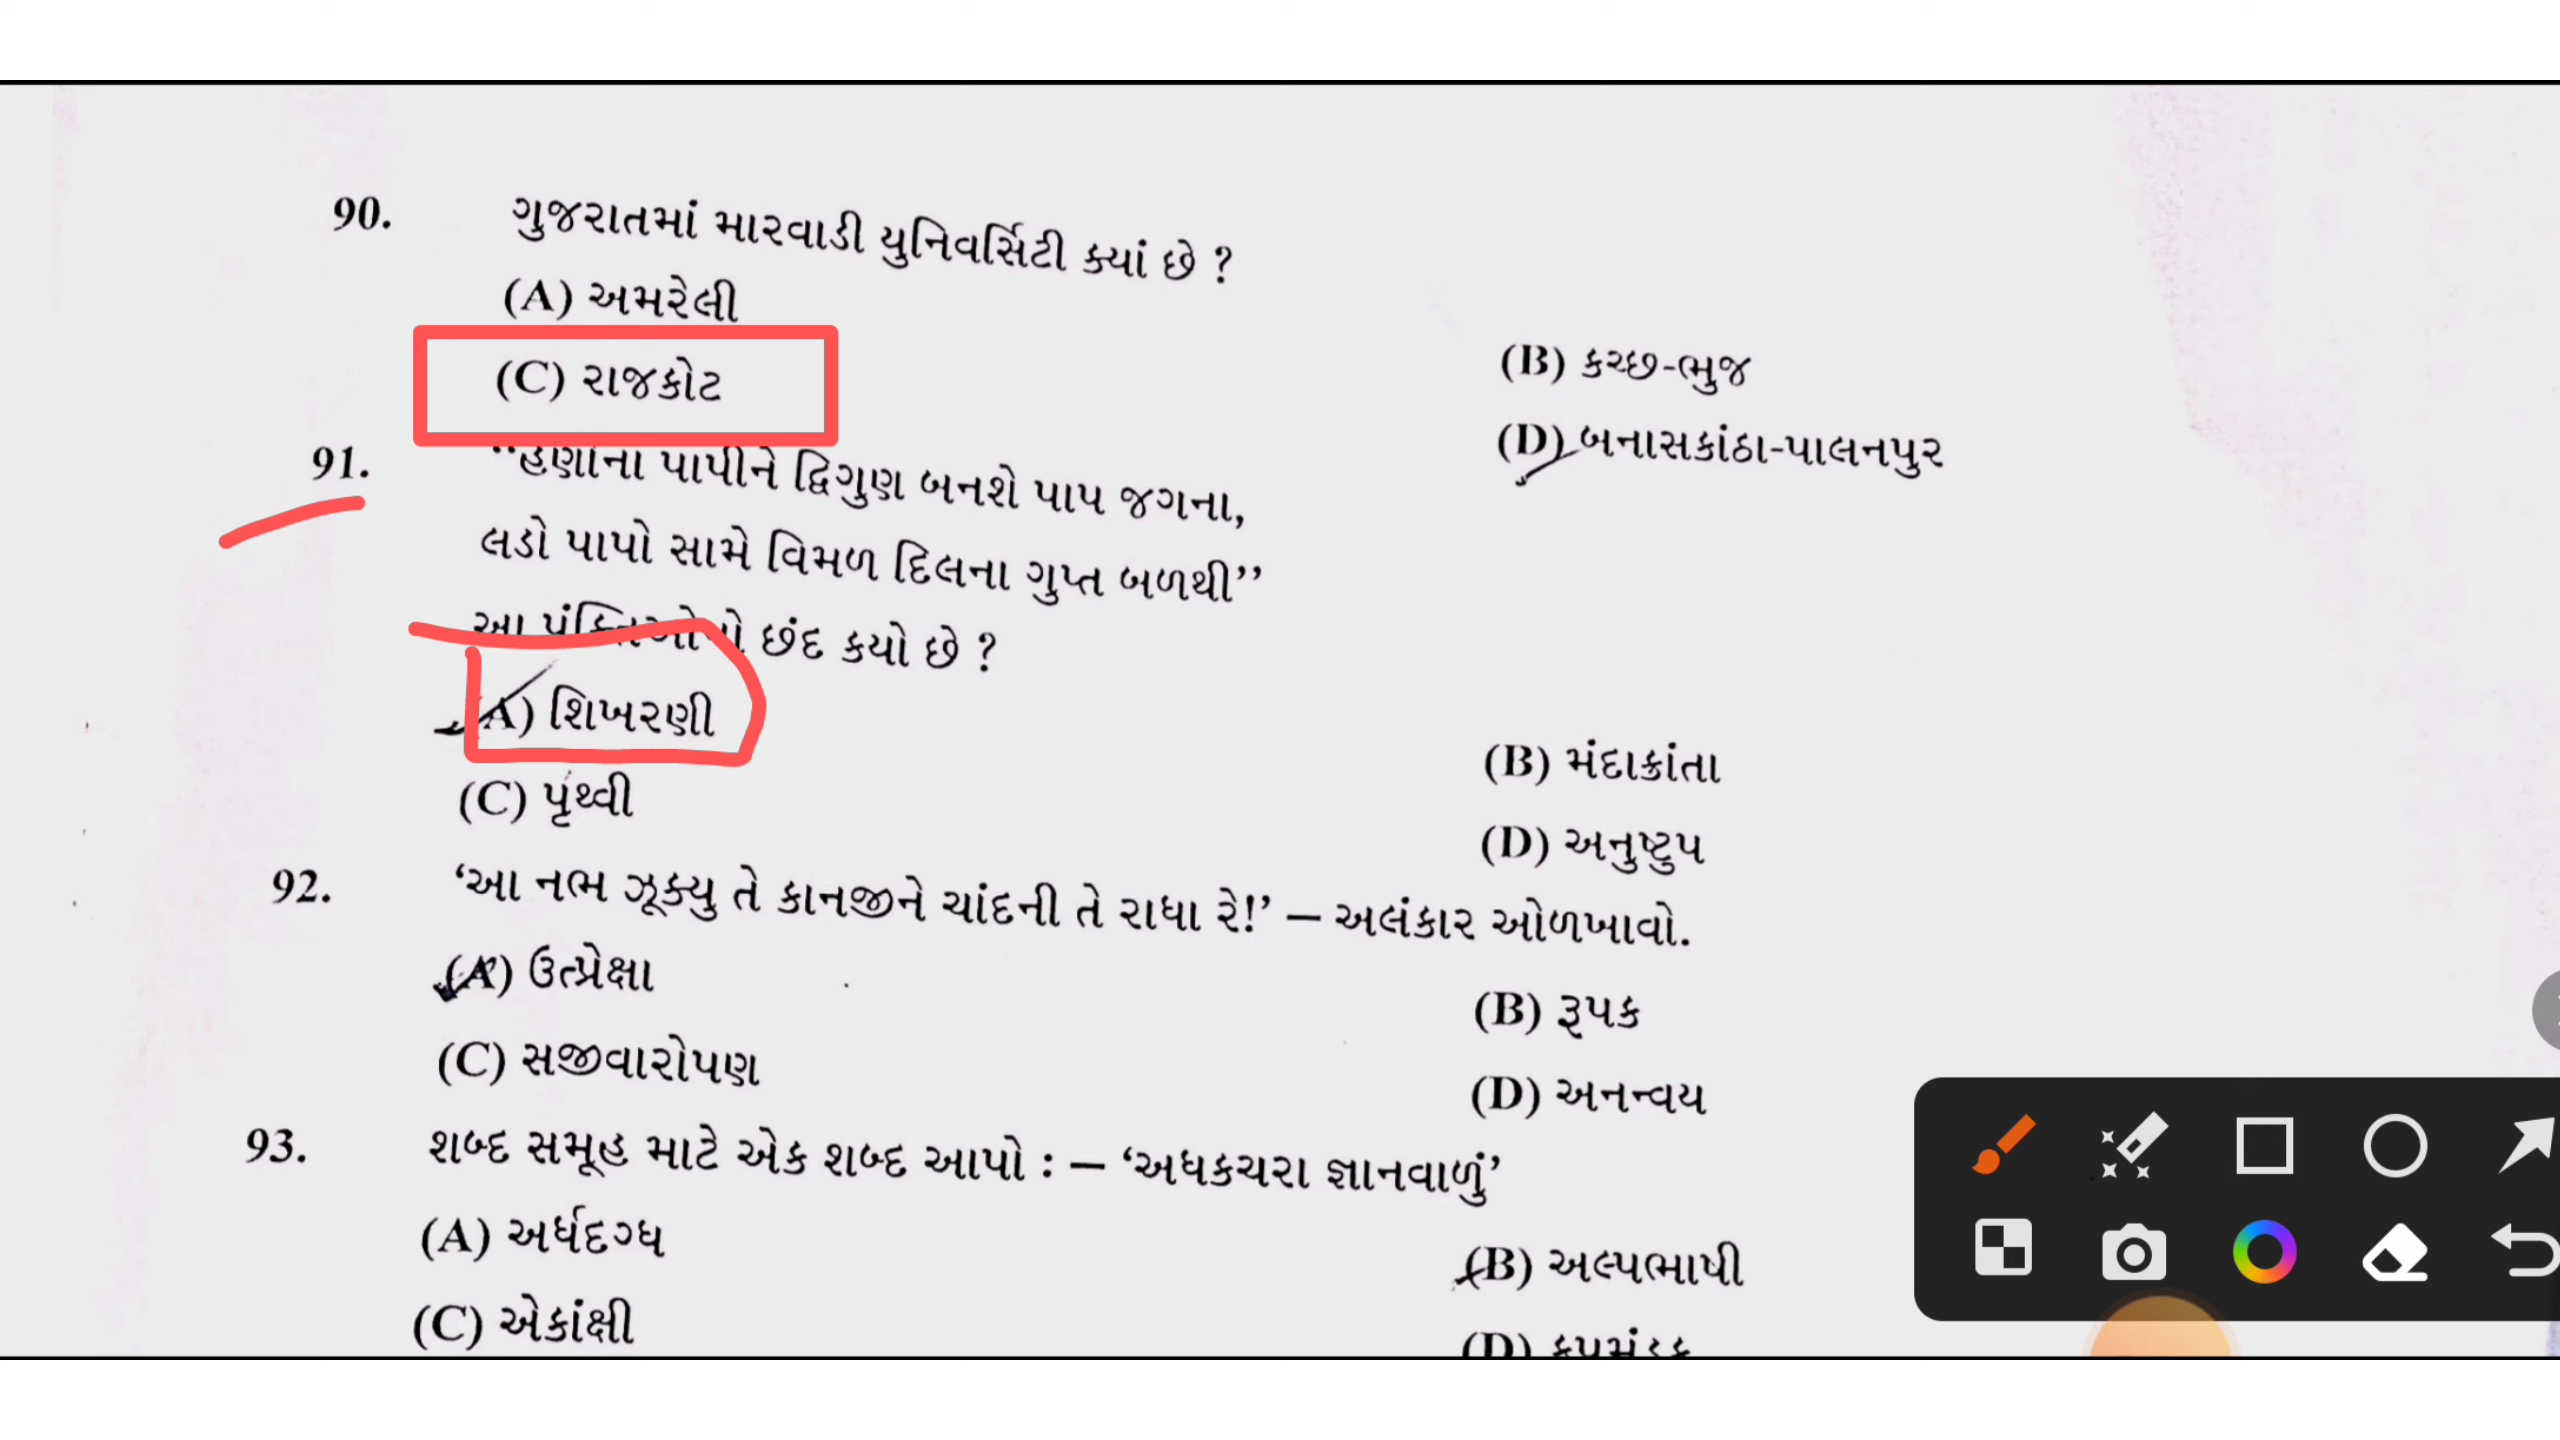 90. ગુજરાતમાં મારવાડી યુનિવર્સિટી ક્યાં છે ?
(A) અમરેલી
(B) કચ્છ-ભુજ
(C) રાજકોટ
(D) બનાસકાંઠા-પાલનપુર
91. “હણોના પાપીને દ્વિગુણ બનશે પાપ જગના,
લડો પાપો સામે વિમળ દિલના ગુપ્ત બળથી’’
આ પંક્તિઓનો છંદ કયો છે ?
(A) શિખરણી
(B) મંદાક્રાંતા
(C) પૃથ્વી
(D) અનુષ્ટુપ
92. ‘આ નભ ઝૂક્યુ તે કાનજીને ચાંદની તે રાધા રે!’ – અલંકાર ઓળખાવો.
(A) ઉત્પ્રેક્ષા
(B) રૂપક
(C) સજીવારોપણ
(D) અનન્વય
93. શબ્દ સમૂહ માટે એક શબ્દ આપો : – ‘અધકચરા જ્ઞાનવાળું’
(A) અર્ધદગ્ધ
(B) અલ્પભાષી
(C) એકાંક્ષી
(D) કૂપમંડૂક